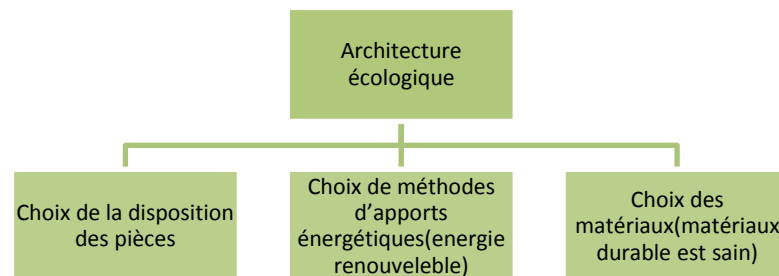 Architecture
écologique
Choix de la disposition
des pièces
Choix de méthodes
d'apports
énergétiques(energie
renouveleble)
Choix des
matériaux(matériaux
durable est sain)